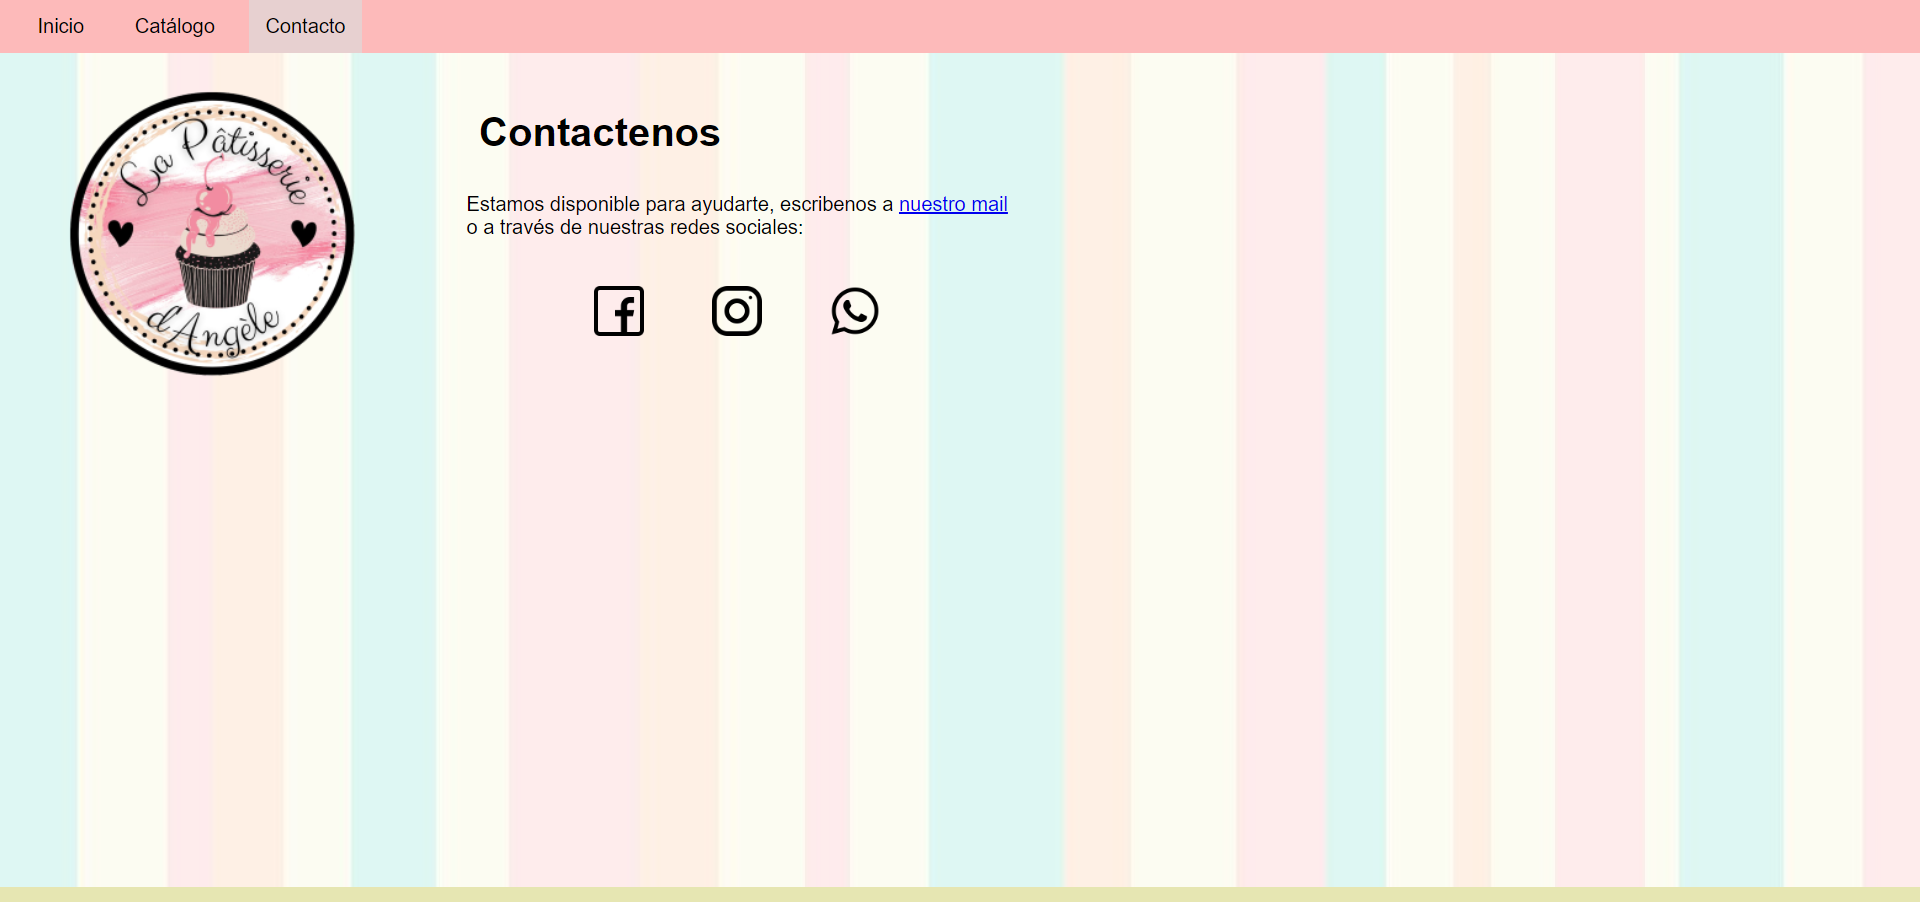 Inicio Catálogo Contacto
La Pâtisserie
d'Angèle
Contactenos
Estamos disponible para ayudarte, escribenos a nuestro mail
o a través de nuestras redes sociales: